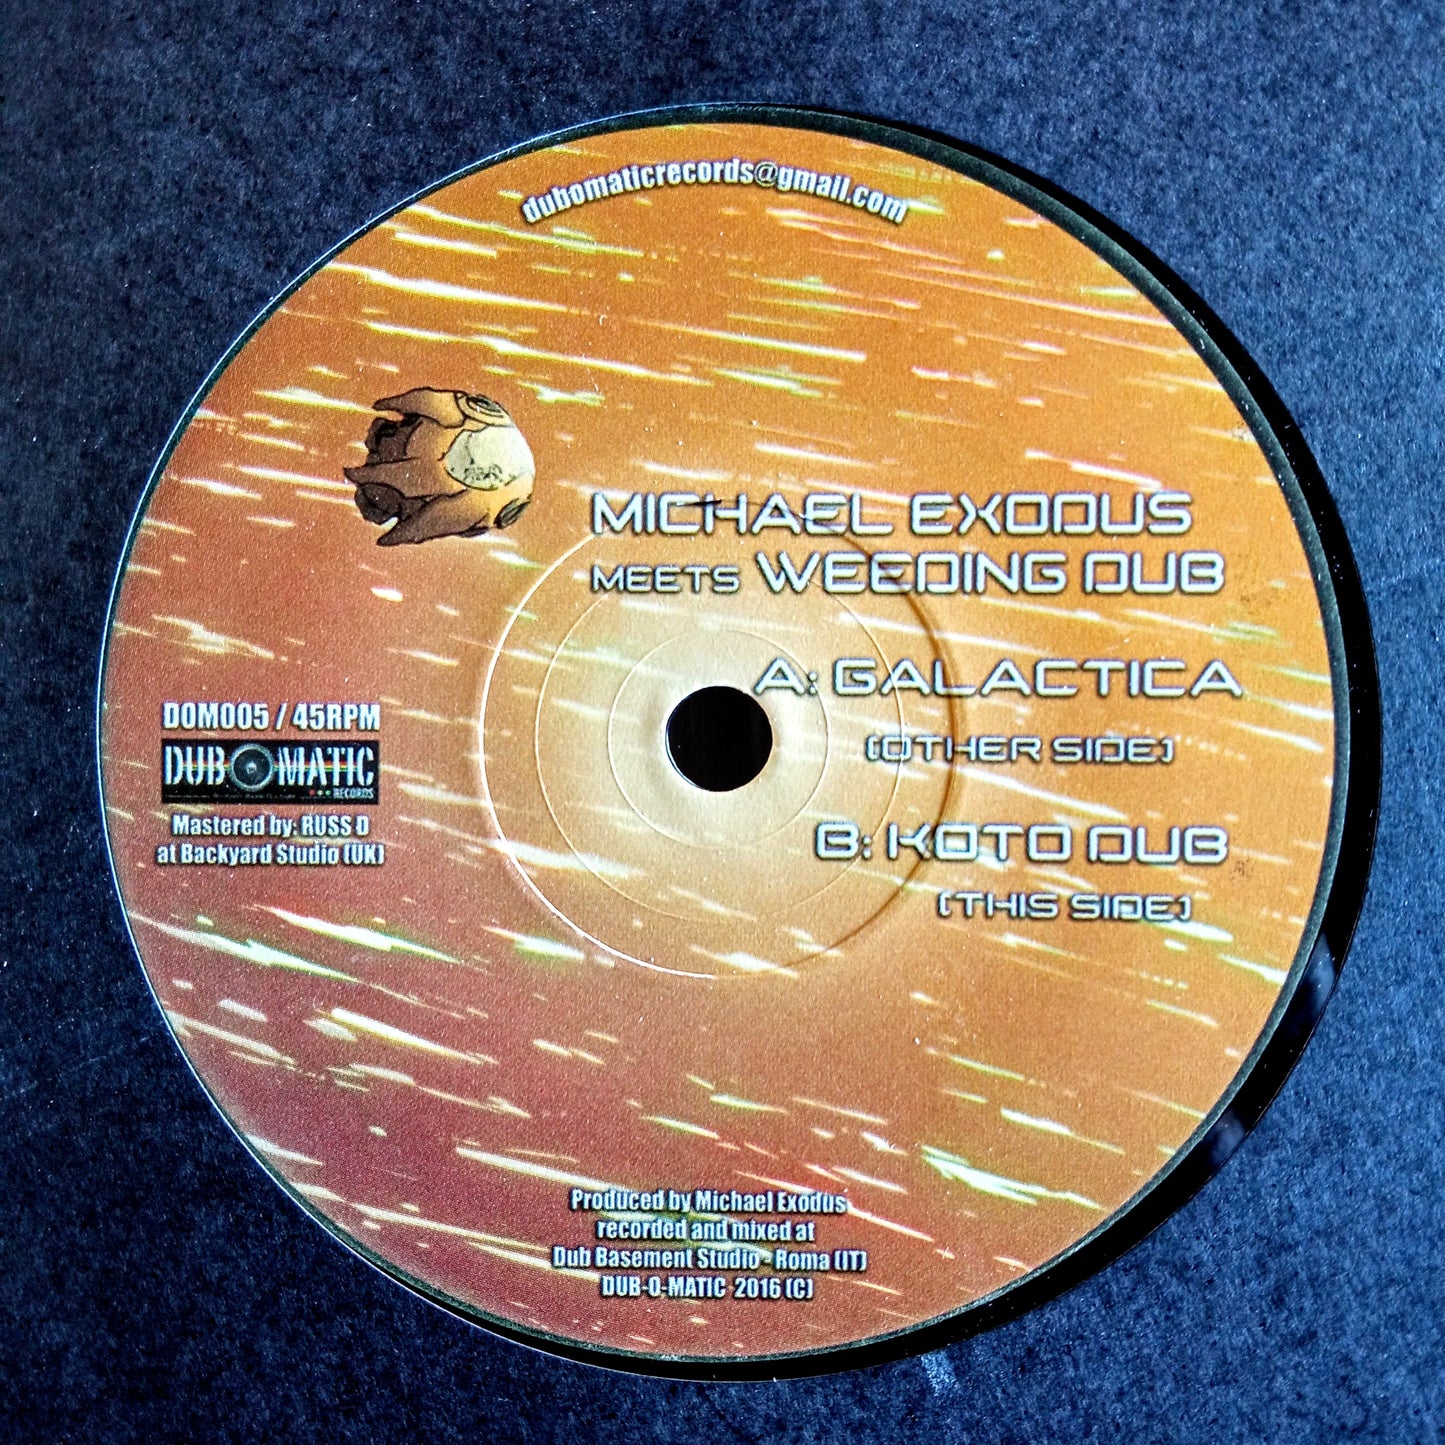 dubomaticrecords@gmail.com
MICHAEL EXODUS
MEETS WEEDING DUB
A: GALACTICA
(OTHER SIDE)
B: KOTO DUB
(THIS SIDE)
DOM005 / 45RPM
DUB O MATIC
RECORDS
Mastered by: RUSS D
at Backyard Studio (UK)
Produced by Michael Exodus
recorded and mixed at
Dub Basement Studio - Roma (IT)
DUB-O-MATIC 2016 (C)